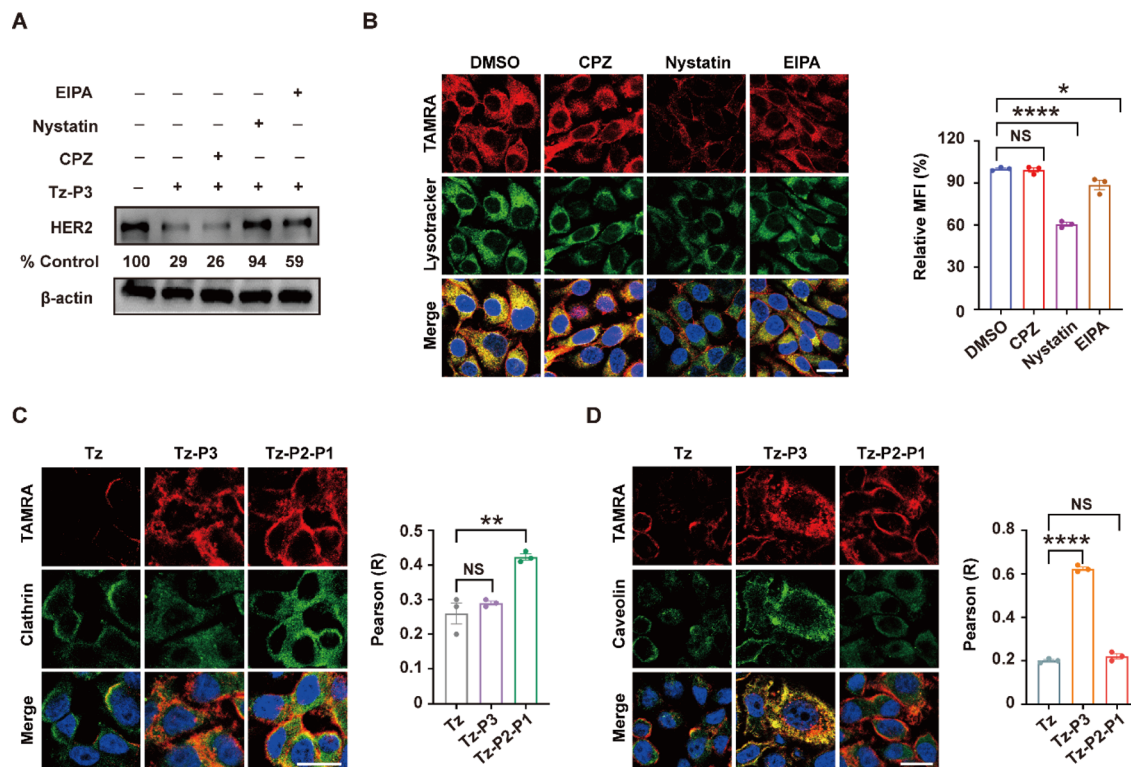 A
EIPA – – – – +
Nystatin – – – + –
CPZ – – + – –
Tz-P3 – + + + +
HER2
% Control 100 29 26 94 59
β-actin
B
DMSO CPZ Nystatin EIPA
TAMRA
Lysotracker
Merge
*
****
NS
Relative MFI (%)
120
90
60
30
0
DMSO CPZ Nystatin EIPA
C
Tz Tz-P3 Tz-P2-P1
TAMRA
Clathrin
Merge
**
NS
Pearson (R)
0.5
0.4
0.3
0.2
0.1
0
Tz Tz-P3 Tz-P2-P1
D
Tz Tz-P3 Tz-P2-P1
TAMRA
Caveolin
Merge
NS
****
Pearson (R)
0.8
0.6
0.4
0.2
0
Tz Tz-P3 Tz-P2-P1